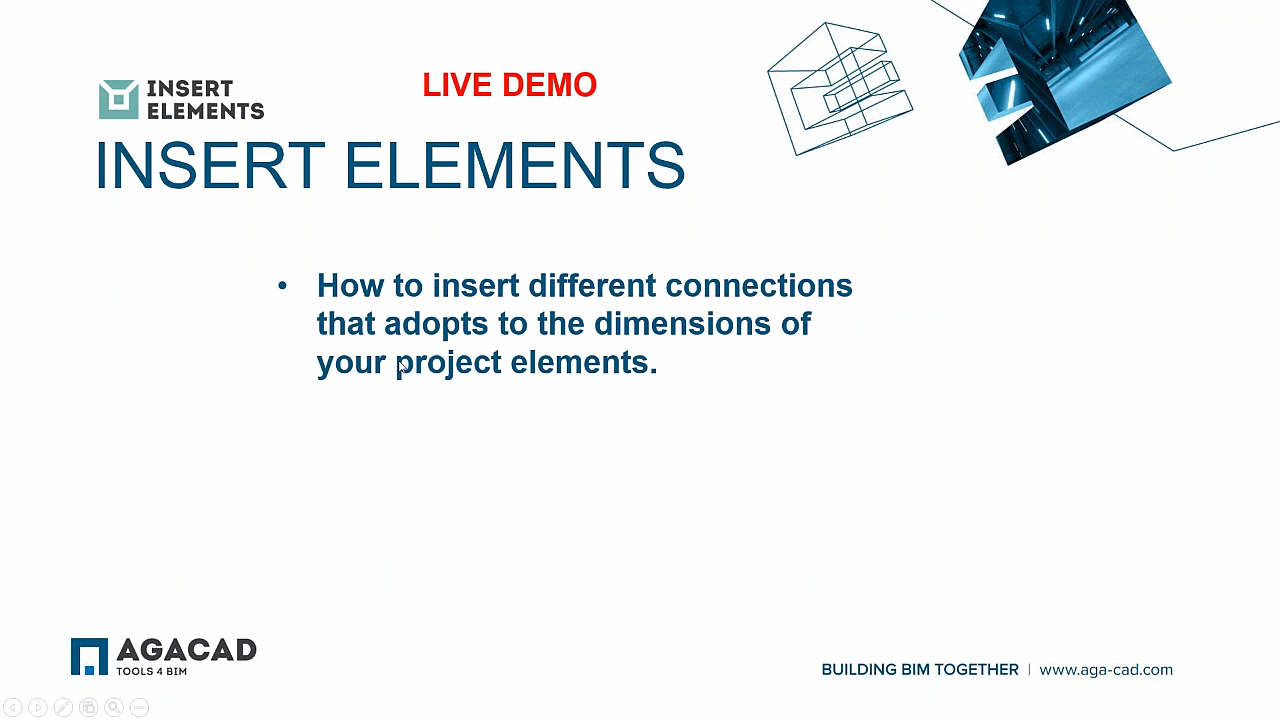 INSERT
ELEMENTS
LIVE DEMO
INSERT ELEMENTS
• How to insert different connections
that adopts to the dimensions of
your project elements.
AGACAD
TOOLS 4 BIM
BUILDING BIM TOGETHER | www.aga-cad.com